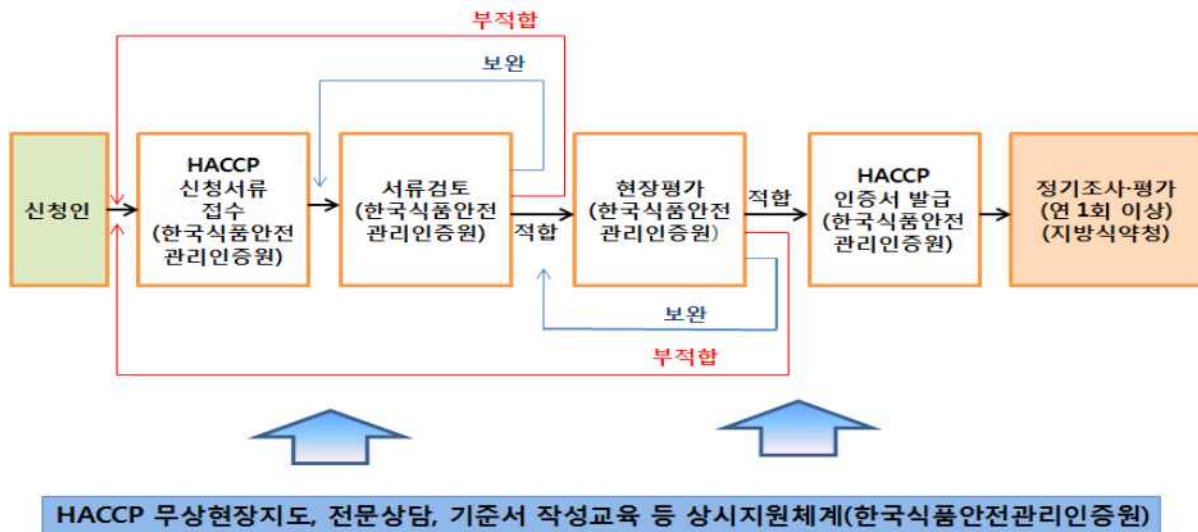 부적합
보완
신청인
HACCP
신청서류
접수
(한국식품안전
관리인증원)
서류검토
(한국식품안전
관리인증원)
적합
현장평가
(한국식품안전
관리인증원)
적합
HACCP
인증서 발급
(한국식품안전
관리인증원)
정기조사·평가
(연 1회 이상)
(지방식약청)
보완
부적합
HACCP 무상현장지도, 전문상담, 기준서 작성교육 등 상시지원체계(한국식품안전관리인증원)